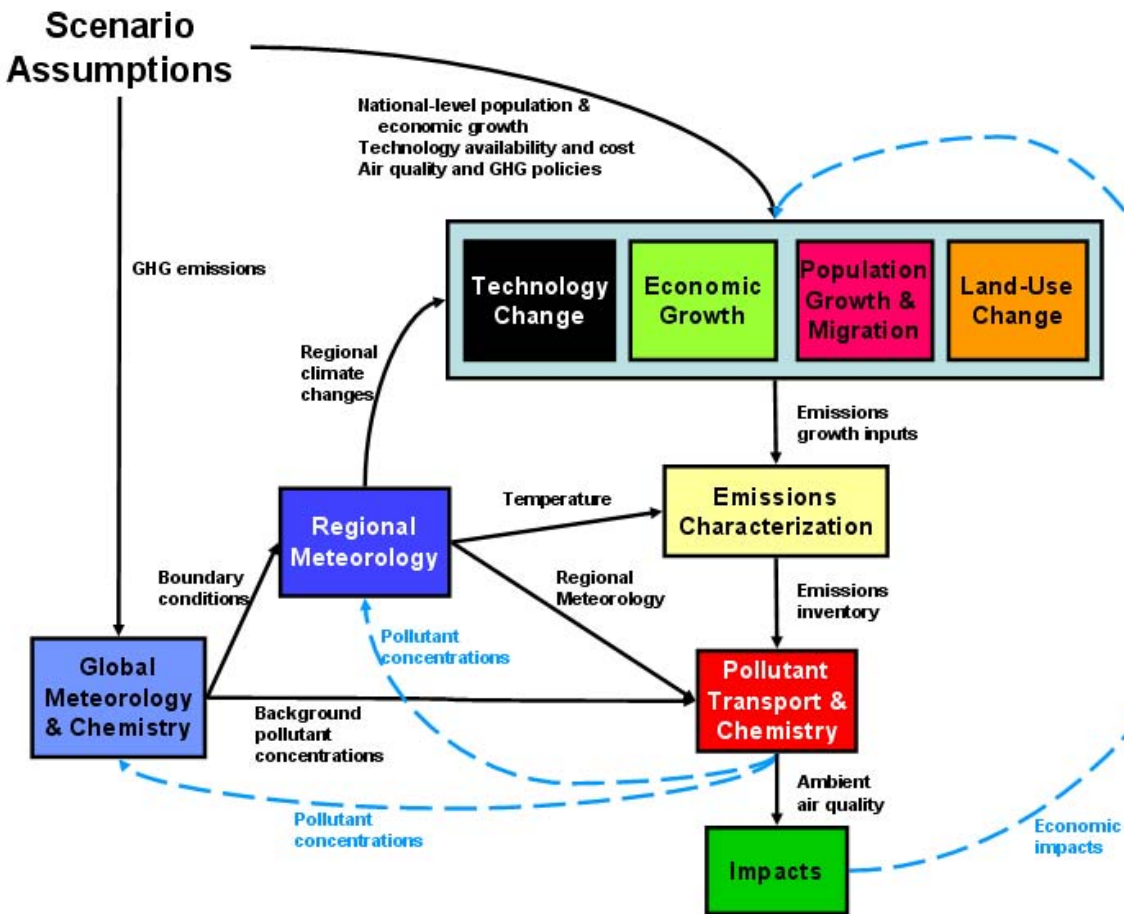 Scenario
Assumptions
National-level population &
economic growth
Technology availability and cost
Air quality and GHG policies
GHG emissions
Technology
Change
Economic
Growth
Population
Growth &
Migration
Land-Use
Change
Regional
climate
changes
Emissions
growth inputs
Temperature
Emissions
Characterization
Regional
Meteorology
Boundary
conditions
Regional
Meteorology
Emissions
inventory
Pollutant
concentrations
Global
Meteorology
& Chemistry
Pollutant
Transport &
Chemistry
Background
pollutant
concentrations
Ambient
air quality
Pollutant
concentrations
Economic
impacts
Impacts